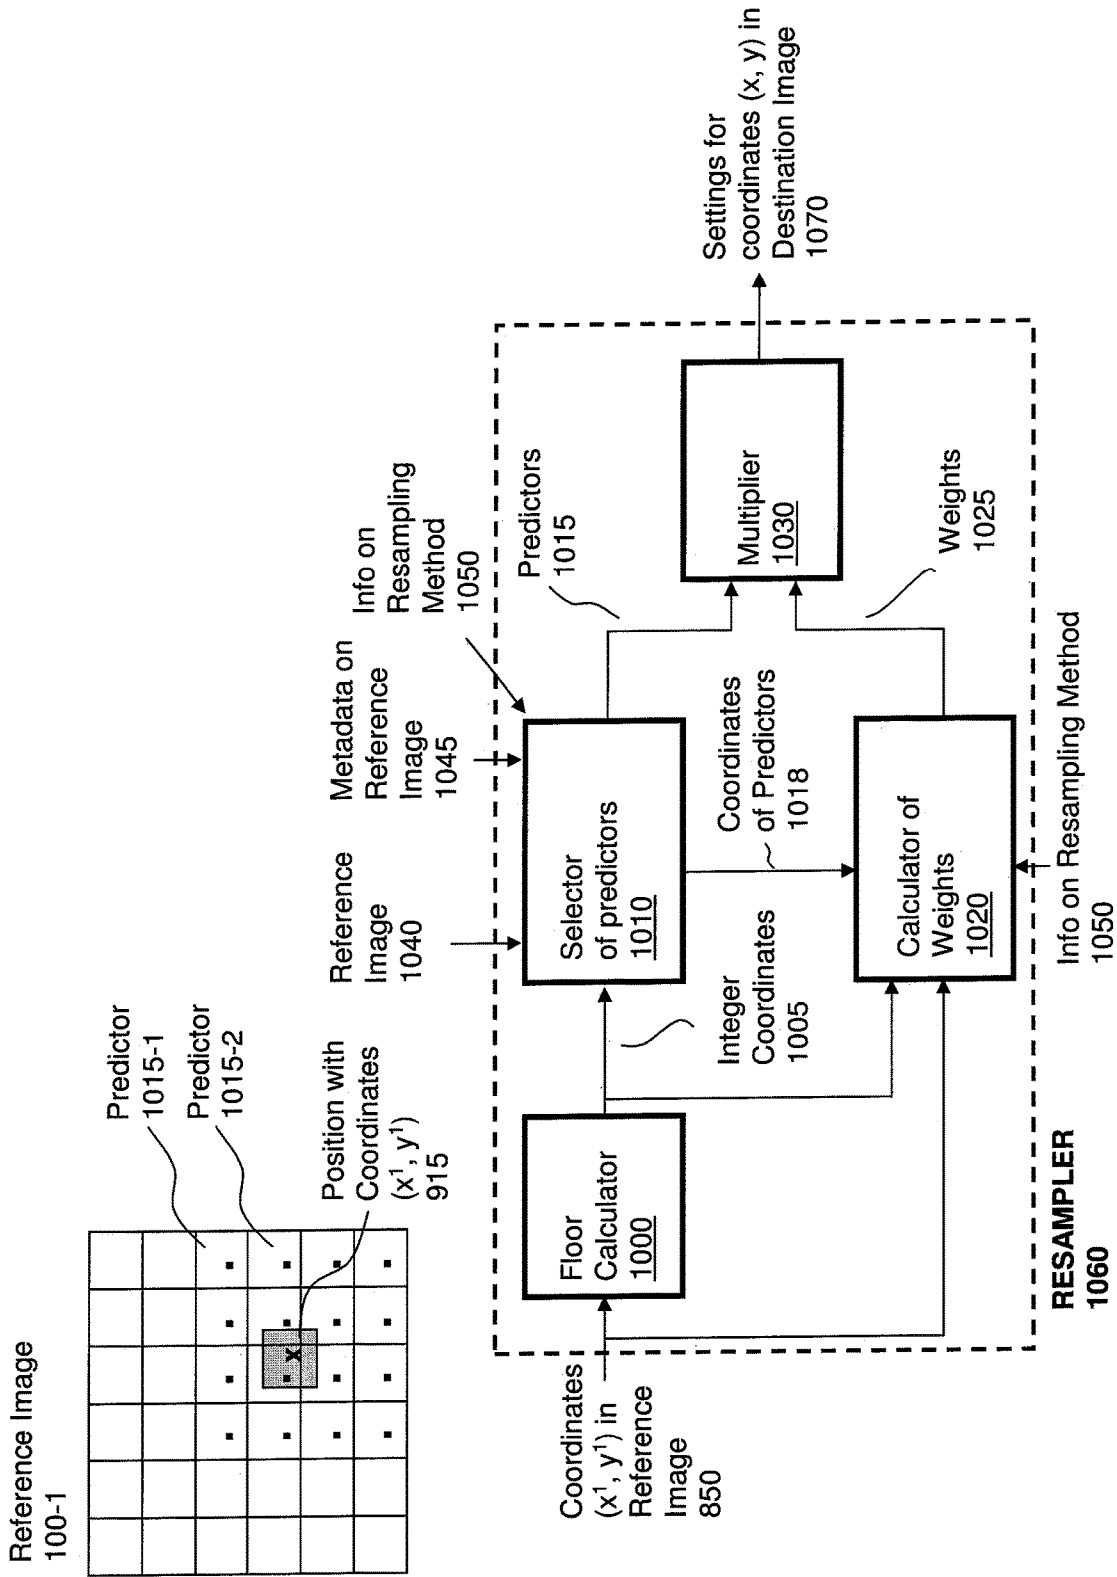 Reference Image
100-1
Predictor
1015-1
Predictor
1015-2
Position with
Coordinates
(x¹, y¹)
915
Reference
Image
1040
Metadata on
Reference
Image
1045
Info on
Resampling
Method
1050
Coordinates
(x¹, y¹) in
Reference
Image
850
Floor
Calculator
1000
Integer
Coordinates
1005
Selector
of predictors
1010
Coordinates
of Predictors
1018
Predictors
1015
Calculator of
Weights
1020
Weights
1025
Multiplier
1030
Settings for
coordinates (x, y) in
Destination Image
1070
Info on Resampling Method
1050
RESAMPLER
1060
x